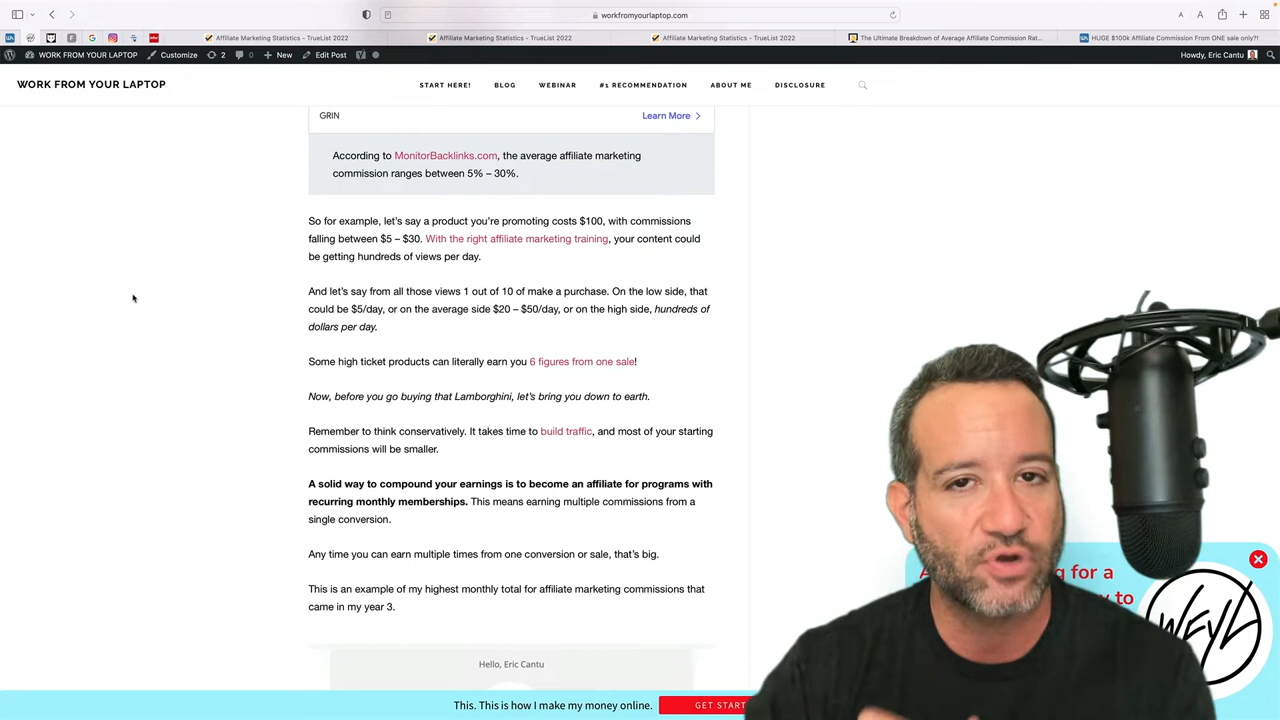 workfromyourlaptop.com
A
A
Affiliate Marketing Statistics - TrueList 2022
Affiliate Marketing Statistics - TrueList 2022
Affiliate Marketing Statistics - TrueList 2022
The Ultimate Breakdown of Average Affiliate Commission Rat...
HUGE $100k Affiliate Commission From ONE sale only?!
WORK FROM YOUR LAPTOP
Customize
2
0
New
Edit Post
Howdy, Eric Cantu
WORK FROM YOUR LAPTOP
START HERE!
BLOG
WEBINAR
#1 RECOMMENDATION
ABOUT ME
DISCLOSURE
GRIN
Learn More
According to MonitorBacklinks.com, the average affiliate marketing
commission ranges between 5% – 30%.
So for example, let's say a product you're promoting costs $100, with commissions
falling between $5 – $30. With the right affiliate marketing training, your content could
be getting hundreds of views per day.
And let's say from all those views 1 out of 10 of make a purchase. On the low side, that
could be $5/day, or on the average side $20 – $50/day, or on the high side, hundreds of
dollars per day.
Some high ticket products can literally earn you 6 figures from one sale!
Now, before you go buying that Lamborghini, let's bring you down to earth.
Remember to think conservatively. It takes time to build traffic, and most of your starting
commissions will be smaller.
A solid way to compound your earnings is to become an affiliate for programs with
recurring monthly memberships. This means earning multiple commissions from a
single conversion.
Any time you can earn multiple times from one conversion or sale, that's big.
This is an example of my highest monthly total for affiliate marketing commissions that
came in my year 3.
Hello, Eric Cantu
g for a
to
WFYL
This. This is how I make my money online.
GET START